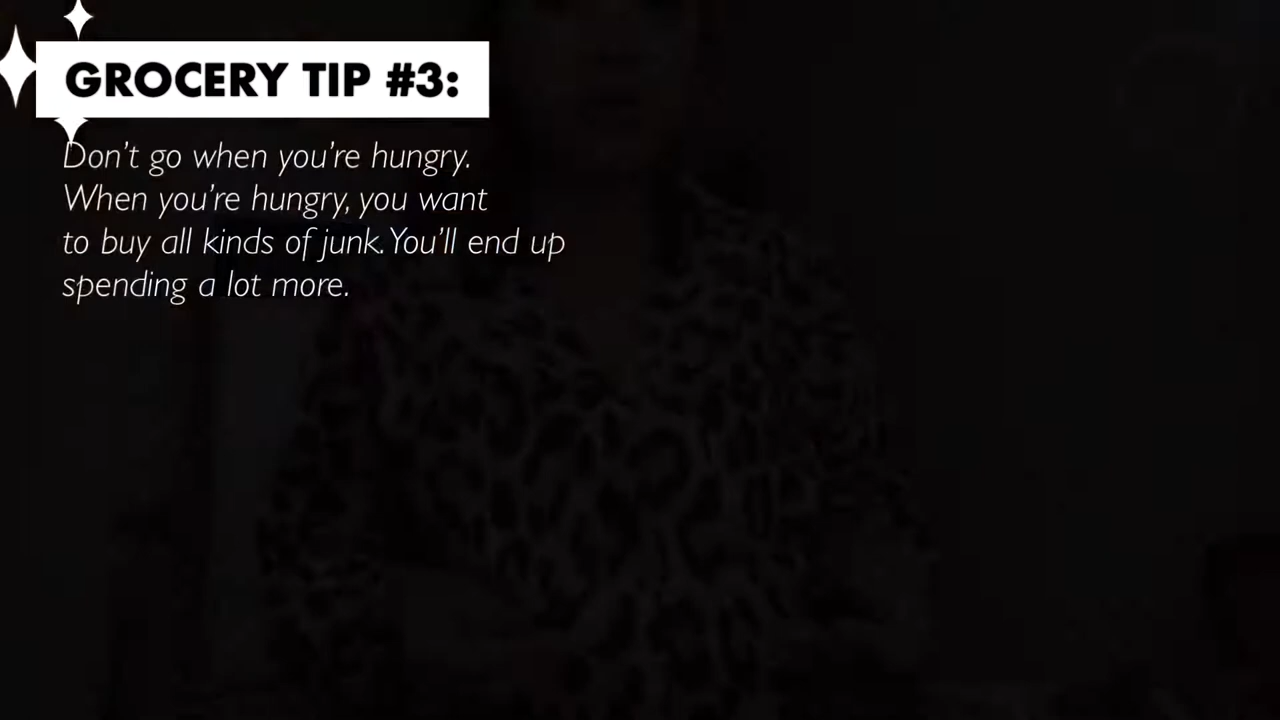 GROCERY TIP #3:
Don't go when you're hungry.
When you're hungry, you want
to buy all kinds of junk. You'll end up
spending a lot more.